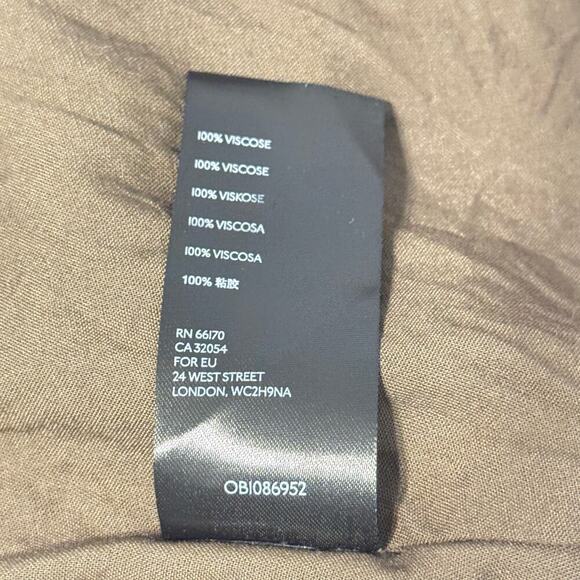 100% VISCOSE
100% VISCOSE
100% VISKOSE
100% VISCOSA
100% VISCOSA
100% 粘胶
RN 66170
CA 32054
FOR EU
24 WEST STREET
LONDON, WC2H9NA
OB1086952